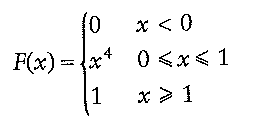 0 x < 0
F(x) = { x⁴ 0 ⩽ x ⩽ 1
1 x ⩾ 1